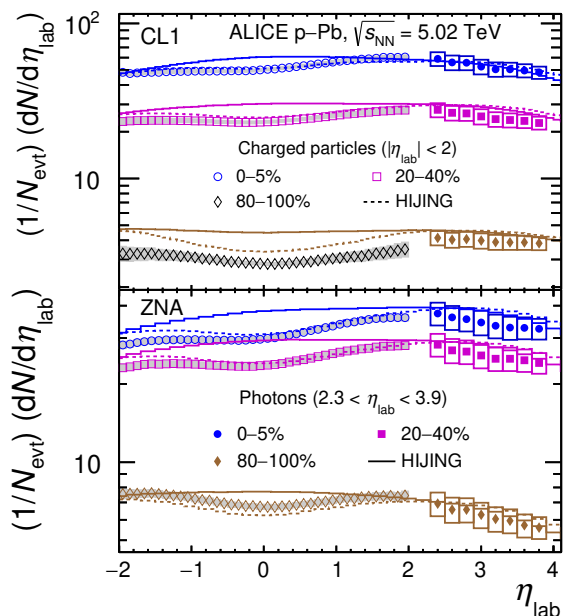 CL1 ALICE p–Pb, √s_NN = 5.02 TeV
10²
(1/N_evt) (dN/dη_lab)
Charged particles (|η_lab| < 2)
0–5% 20–40%
10
80–100% HIJING
ZNA
(1/N_evt) (dN/dη_lab)
Photons (2.3 < η_lab < 3.9)
0–5% 20–40%
10
80–100% HIJING
−2 −1 0 1 2 3 4
η_lab